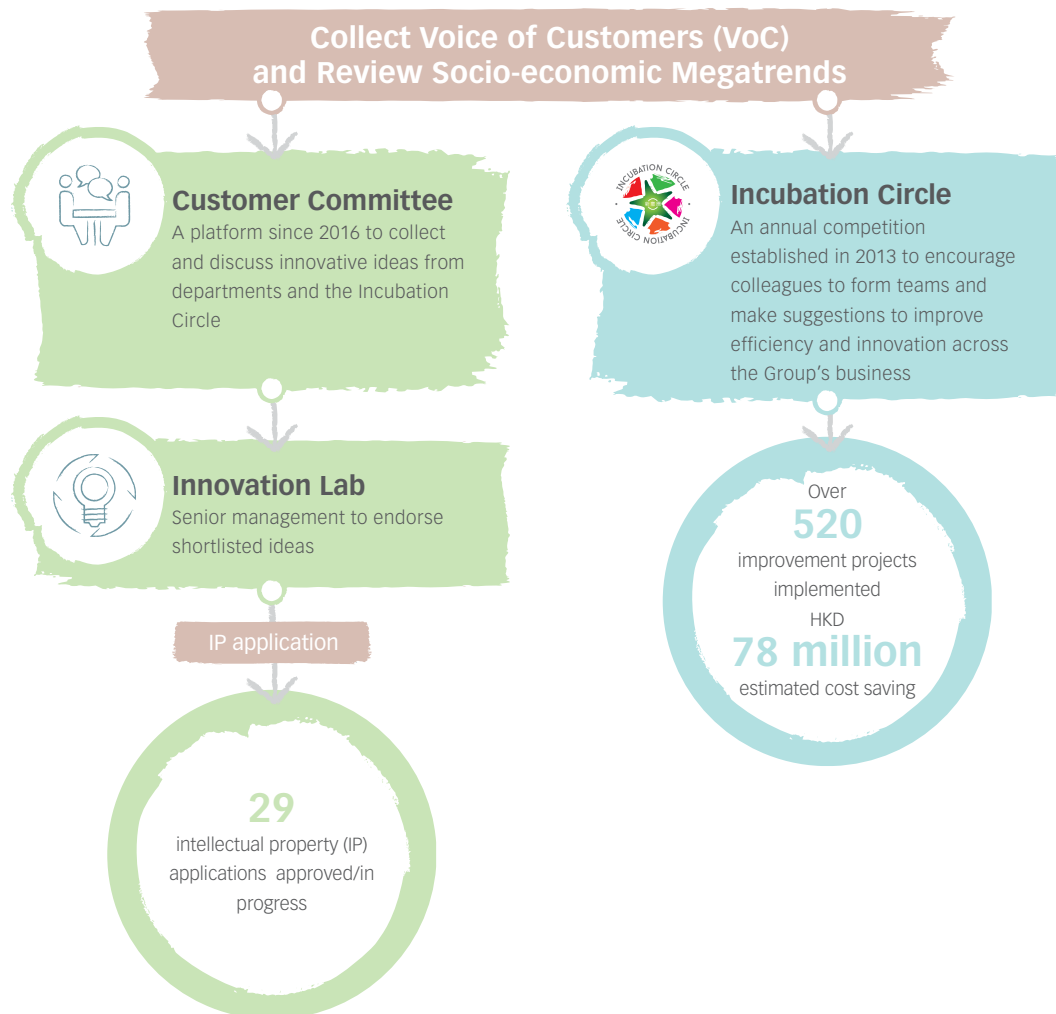 Collect Voice of Customers (VoC)
and Review Socio-economic Megatrends
Customer Committee
A platform since 2016 to collect
and discuss innovative ideas from
departments and the Incubation
Circle
Innovation Lab
Senior management to endorse
shortlisted ideas
IP application
29
intellectual property (IP)
applications approved/in
progress
INCUBATION CIRCLE
INCUBATION CIRCLE
Incubation Circle
An annual competition
established in 2013 to encourage
colleagues to form teams and
make suggestions to improve
efficiency and innovation across
the Group's business
Over
520
improvement projects
implemented
HKD
78 million
estimated cost saving